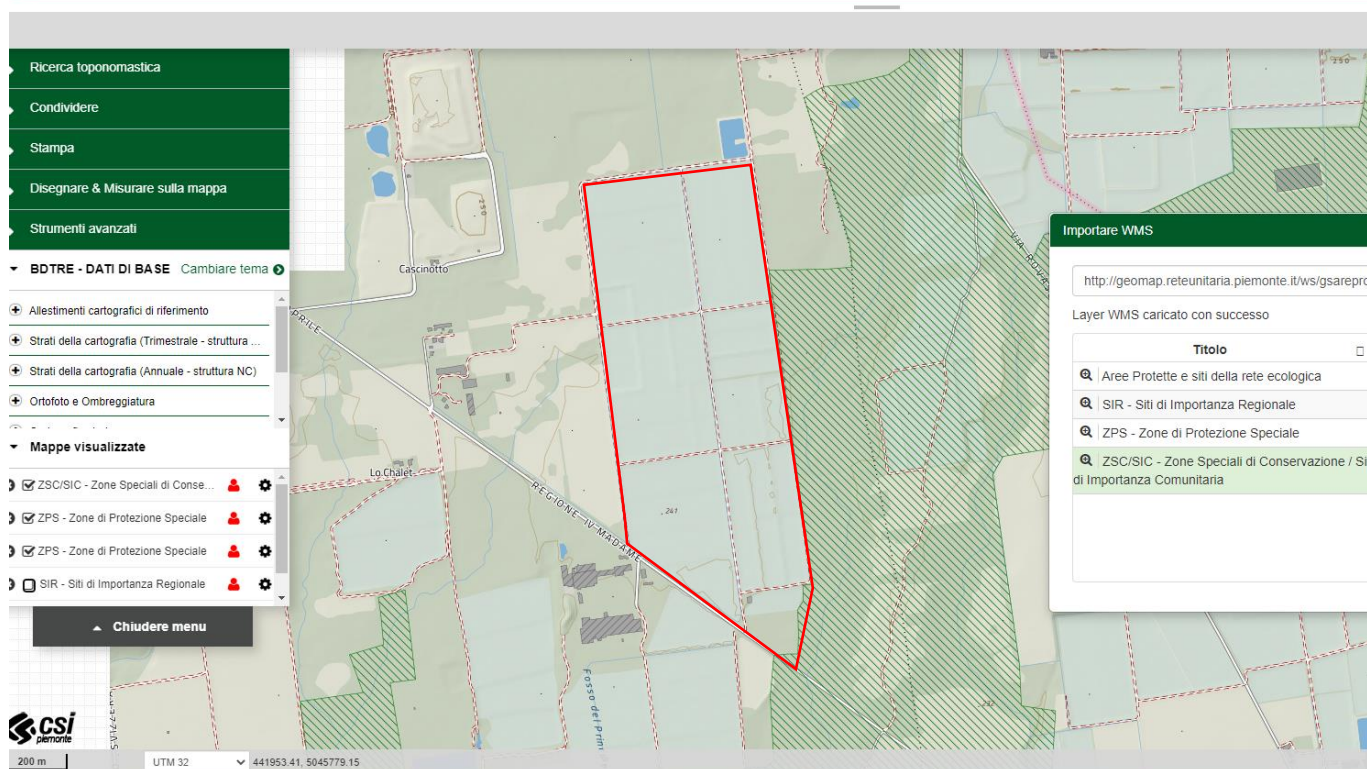 Ricerca toponomastica
Condividere
Stampa
Disegnare & Misurare sulla mappa
Strumenti avanzati
BDTRE - DATI DI BASE Cambiare tema
Allestimenti cartografici di riferimento
Strati della cartografia (Trimestrale - struttura ...
Strati della cartografia (Annuale - struttura NC)
Ortofoto e Ombreggiatura
Mappe visualizzate
ZSC/SIC - Zone Speciali di Conse...
ZPS - Zone di Protezione Speciale
ZPS - Zone di Protezione Speciale
SIR - Siti di Importanza Regionale
Chiudere menu
csi
piemonte
200 m
UTM 32
441953.41, 5045779.15
250
Cascinotto
Lo Chalet
REGIONE IV MADAME
261
Fosso dei Prim
232
250
Importare WMS
http://geomap.reteunitaria.piemonte.it/ws/gsarepro
Layer WMS caricato con successo
Titolo
Aree Protette e siti della rete ecologica
SIR - Siti di Importanza Regionale
ZPS - Zone di Protezione Speciale
ZSC/SIC - Zone Speciali di Conservazione / Si
di Importanza Comunitaria